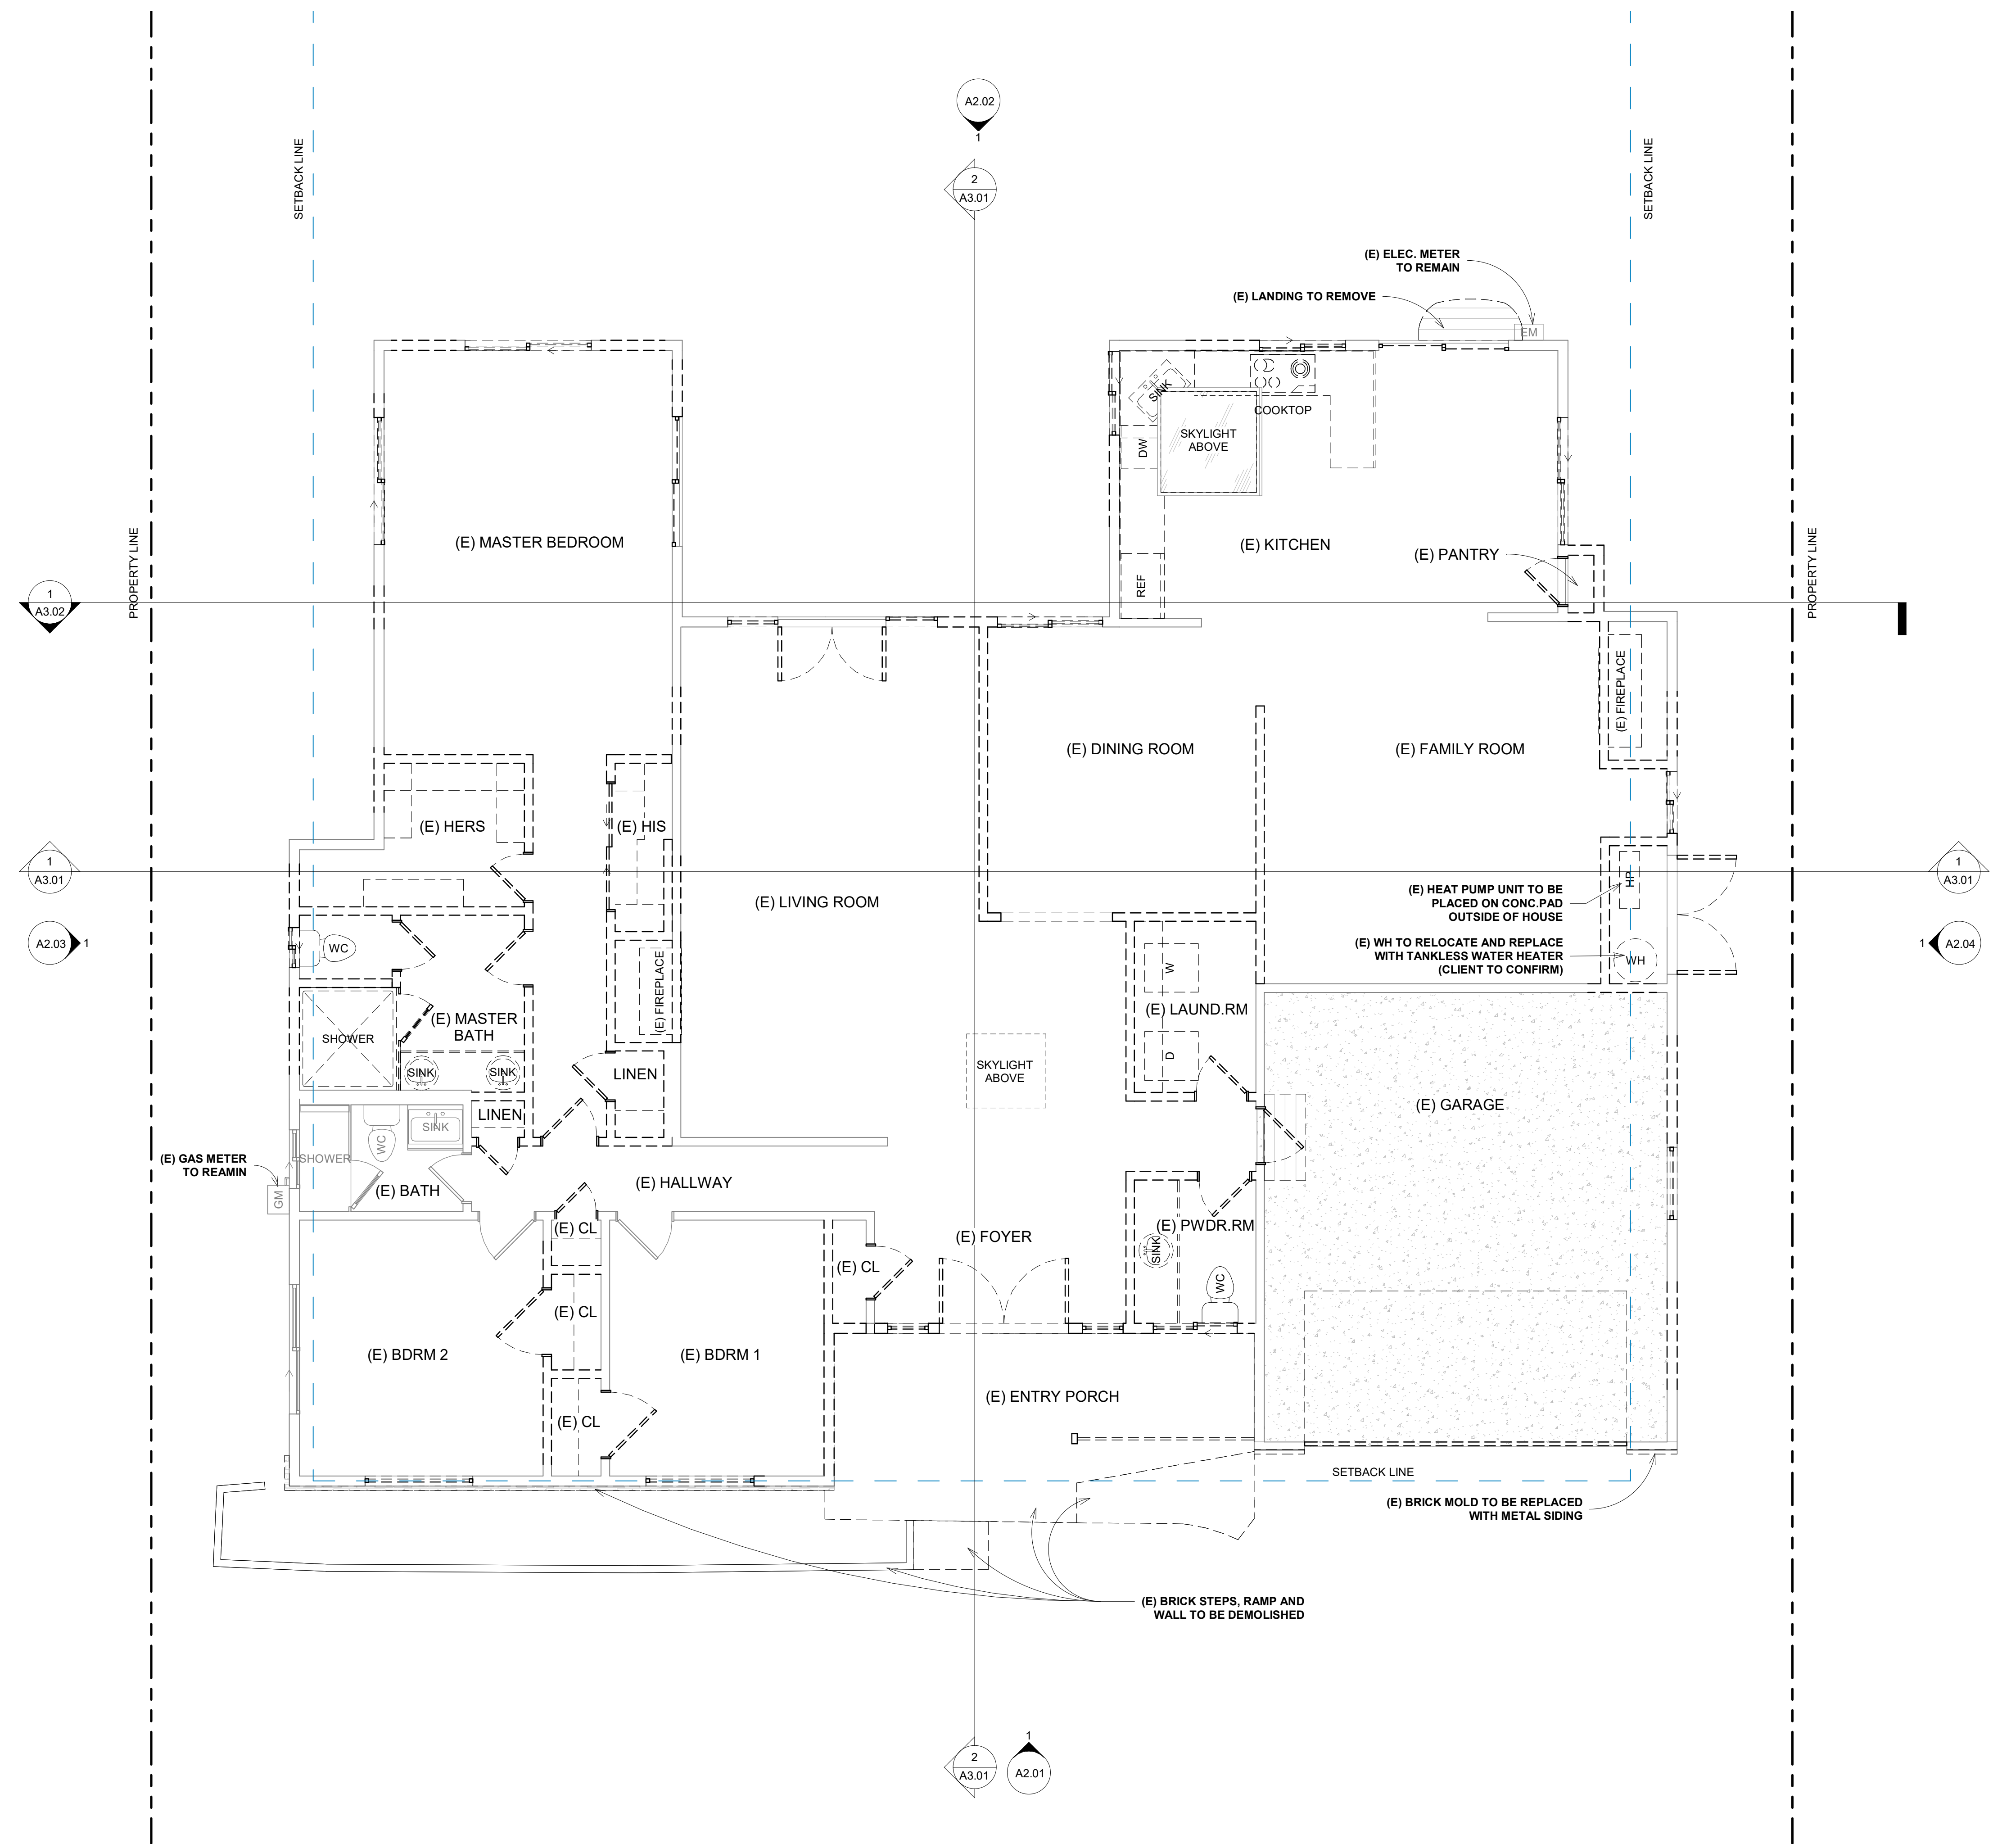 A2.02
1
SETBACK LINE
SETBACK LINE
2
A3.01
(E) ELEC. METER
TO REMAIN
(E) LANDING TO REMOVE
EM
SINK
COOKTOP
SKYLIGHT
ABOVE
DW
(E) MASTER BEDROOM
(E) KITCHEN
(E) PANTRY
REF
PROPERTY LINE
PROPERTY LINE
1
A3.02
(E) FIREPLACE
(E) DINING ROOM
(E) FAMILY ROOM
(E) HERS
(E) HIS
1
A3.01
1
A3.01
HP
(E) HEAT PUMP UNIT TO BE
PLACED ON CONC.PAD
OUTSIDE OF HOUSE
(E) LIVING ROOM
A2.03
1
WC
(E) WH TO RELOCATE AND REPLACE
WITH TANKLESS WATER HEATER
(CLIENT TO CONFIRM)
WH
1
A2.04
W
(E) FIREPLACE
(E) LAUND.RM
(E) MASTER
BATH
SHOWER
D
SINK
SINK
LINEN
SKYLIGHT
ABOVE
LINEN
(E) GARAGE
SINK
WC
SHOWER
(E) GAS METER
TO REAMIN
GM
(E) BATH
(E) HALLWAY
(E) CL
(E) PWDR.RM
(E) FOYER
SINK
(E) CL
WC
(E) CL
(E) BDRM 2
(E) BDRM 1
(E) ENTRY PORCH
(E) CL
SETBACK LINE
(E) BRICK MOLD TO BE REPLACED
WITH METAL SIDING
(E) BRICK STEPS, RAMP AND
WALL TO BE DEMOLISHED
2
A3.01
1
A2.01